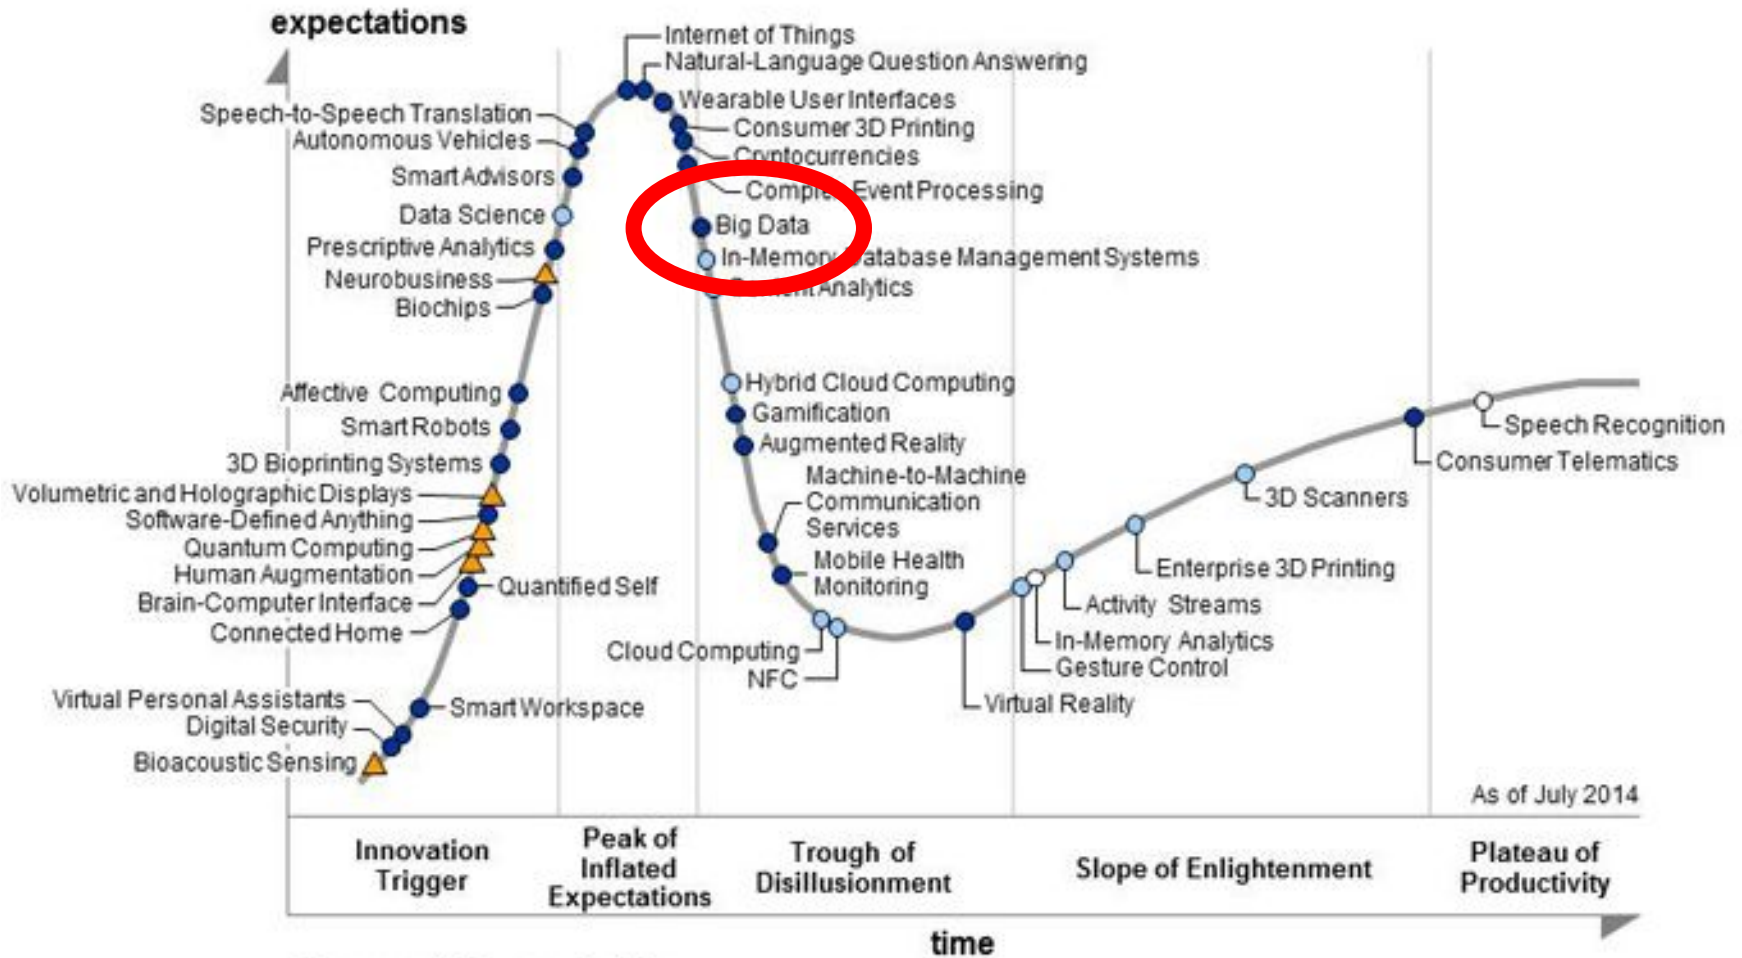 expectations
Internet of Things
Natural-Language Question Answering
Wearable User Interfaces
Speech-to-Speech Translation
Consumer 3D Printing
Autonomous Vehicles
Cryptocurrencies
Smart Advisors
Complex Event Processing
Data Science
Big Data
Prescriptive Analytics
In-Memory Database Management Systems
Neurobusiness
Content Analytics
Biochips
Affective Computing
Hybrid Cloud Computing
Gamification
Smart Robots
Augmented Reality
3D Bioprinting Systems
Machine-to-Machine
Communication
Services
Volumetric and Holographic Displays
Software-Defined Anything
Quantum Computing
Human Augmentation
Brain-Computer Interface
Connected Home
Quantified Self
Mobile Health
Monitoring
Cloud Computing
NFC
Virtual Personal Assistants
Digital Security
Bioacoustic Sensing
Smart Workspace
Virtual Reality
Gesture Control
In-Memory Analytics
Activity Streams
Enterprise 3D Printing
3D Scanners
Consumer Telematics
Speech Recognition
As of July 2014
Innovation
Trigger
Peak of
Inflated
Expectations
Trough of
Disillusionment
Slope of Enlightenment
Plateau of
Productivity
time